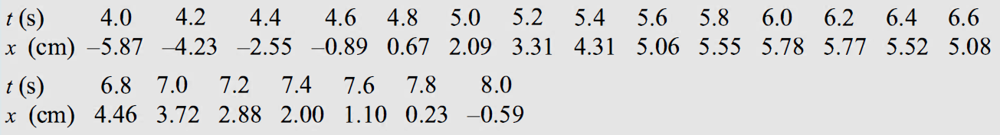 t (s) 4.0 4.2 4.4 4.6 4.8 5.0 5.2 5.4 5.6 5.8 6.0 6.2 6.4 6.6
x (cm) –5.87 –4.23 –2.55 –0.89 0.67 2.09 3.31 4.31 5.06 5.55 5.78 5.77 5.52 5.08
t (s) 6.8 7.0 7.2 7.4 7.6 7.8 8.0
x (cm) 4.46 3.72 2.88 2.00 1.10 0.23 –0.59